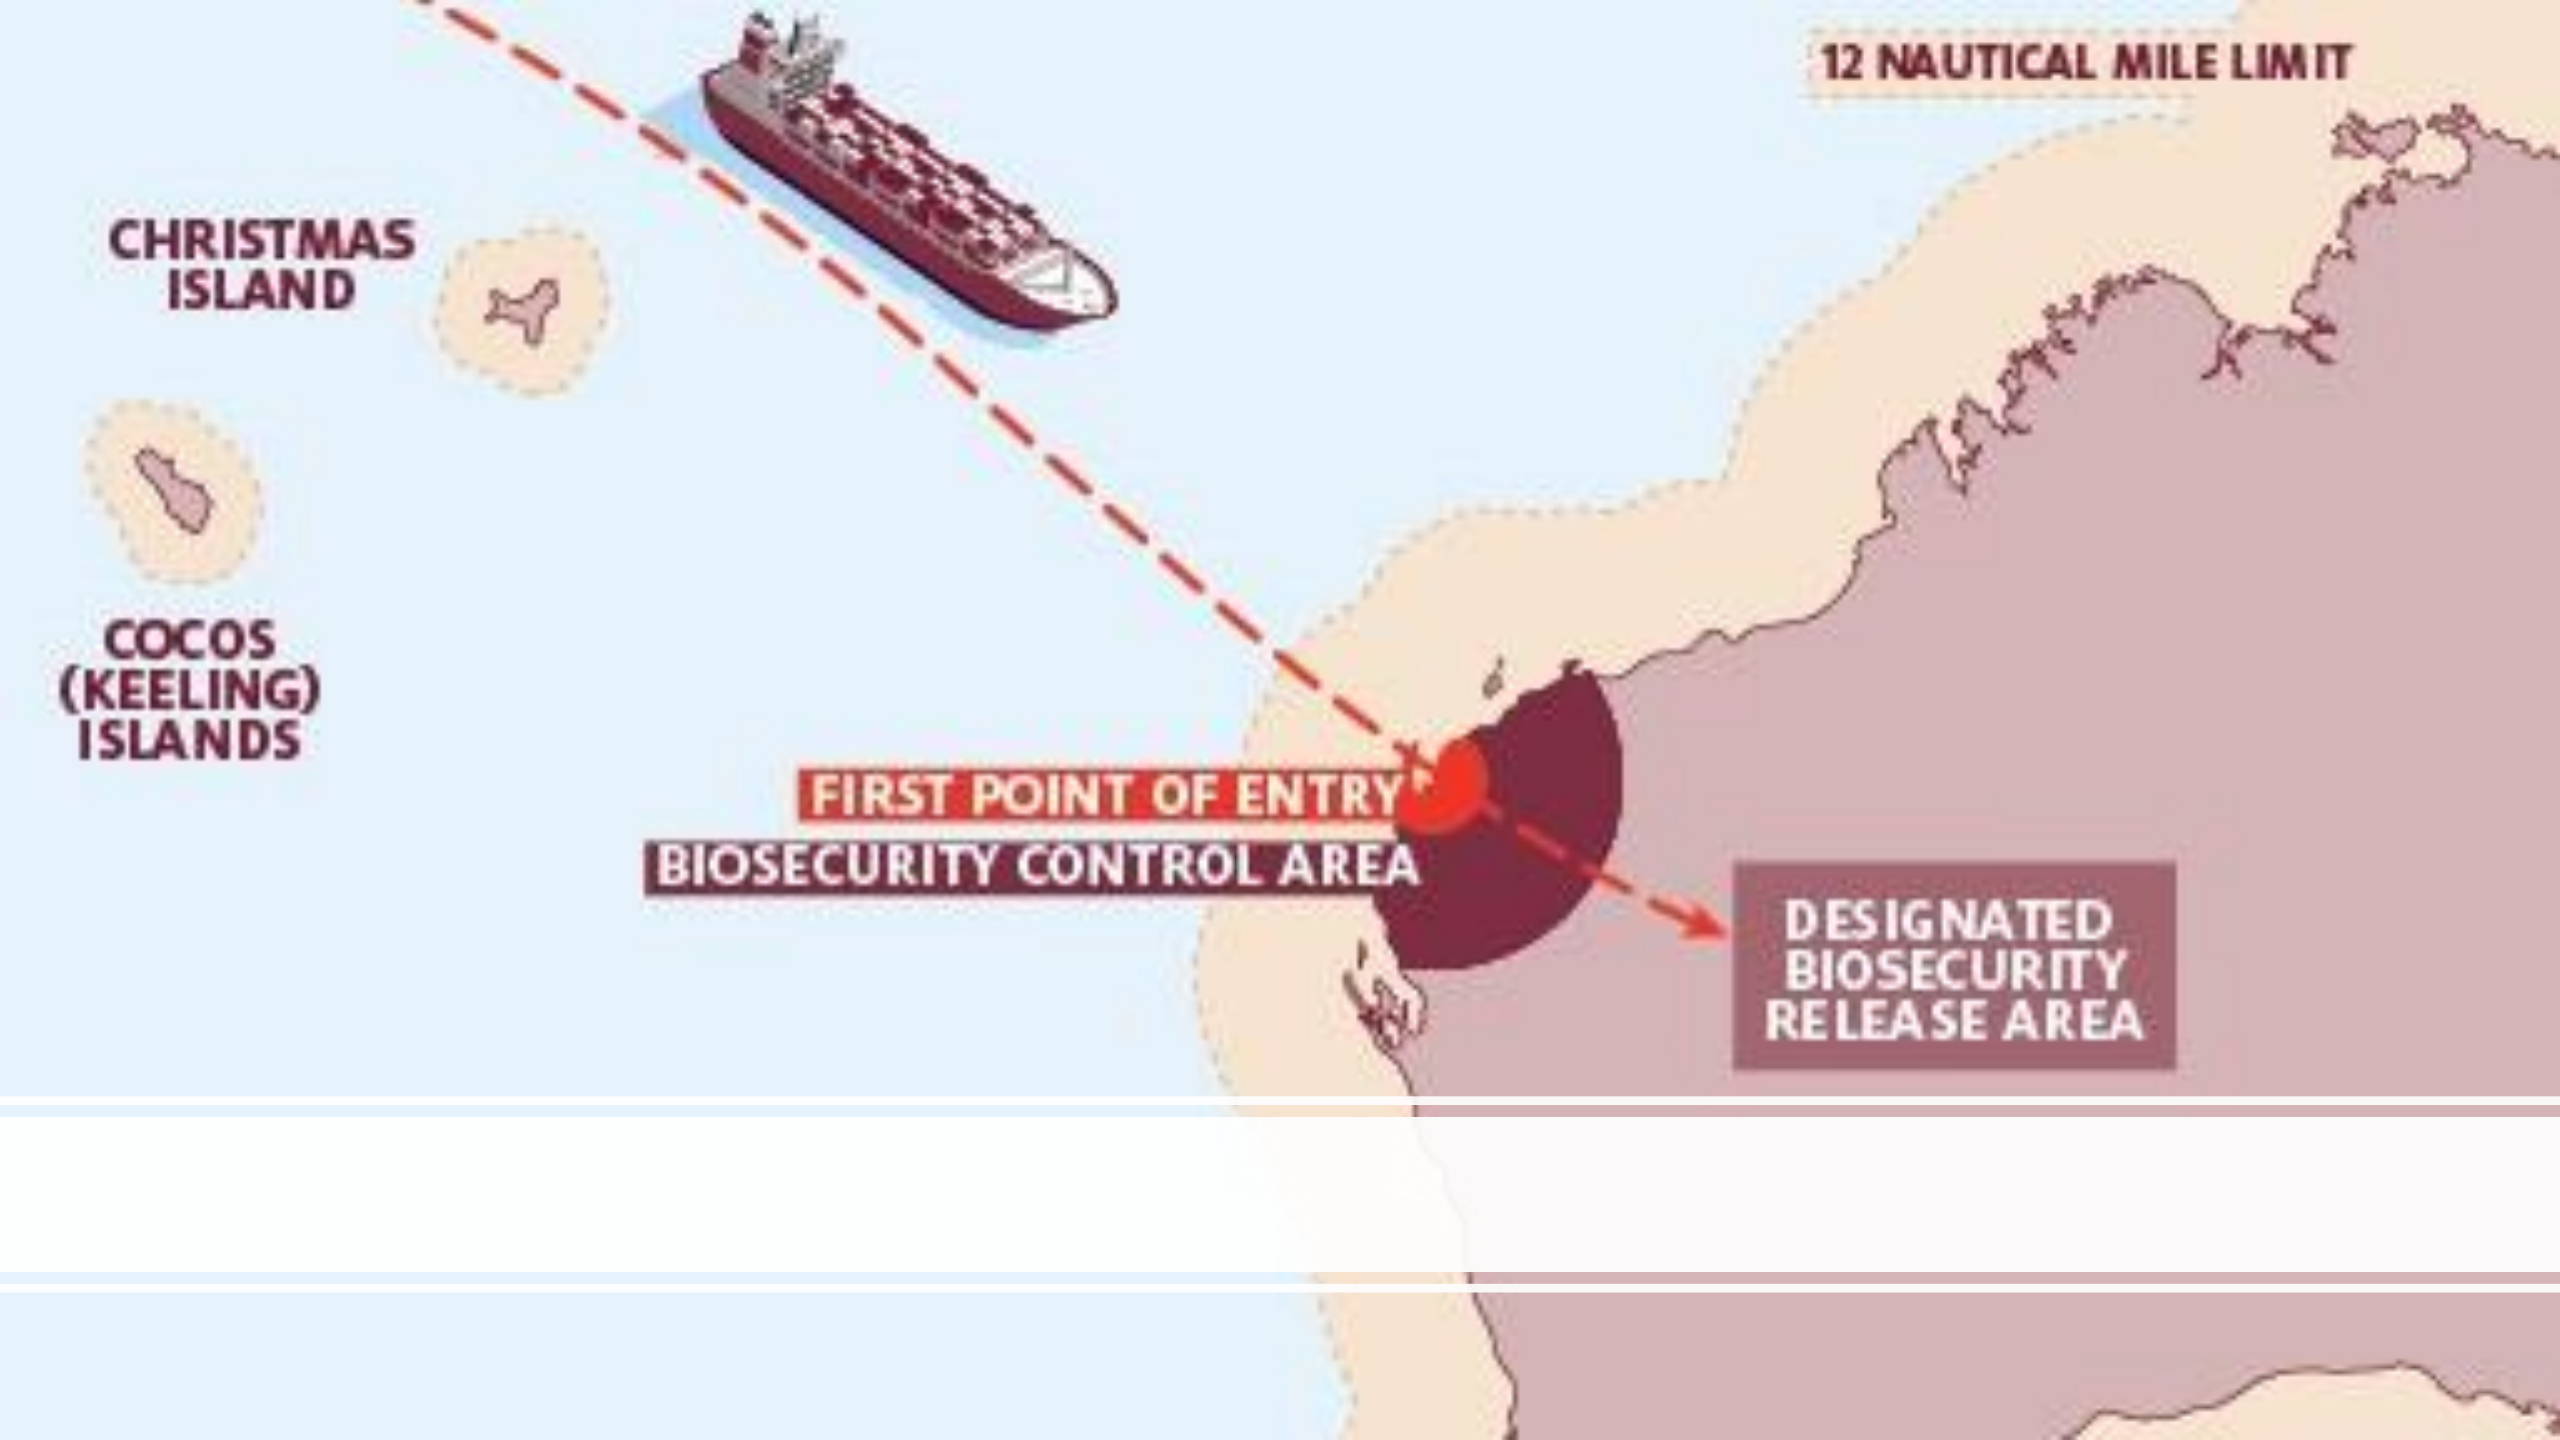 12 NAUTICAL MILE LIMIT
CHRISTMAS
ISLAND
COCOS
(KEELING)
ISLANDS
FIRST POINT OF ENTRY
BIOSECURITY CONTROL AREA
DESIGNATED
BIOSECURITY
RELEASE AREA